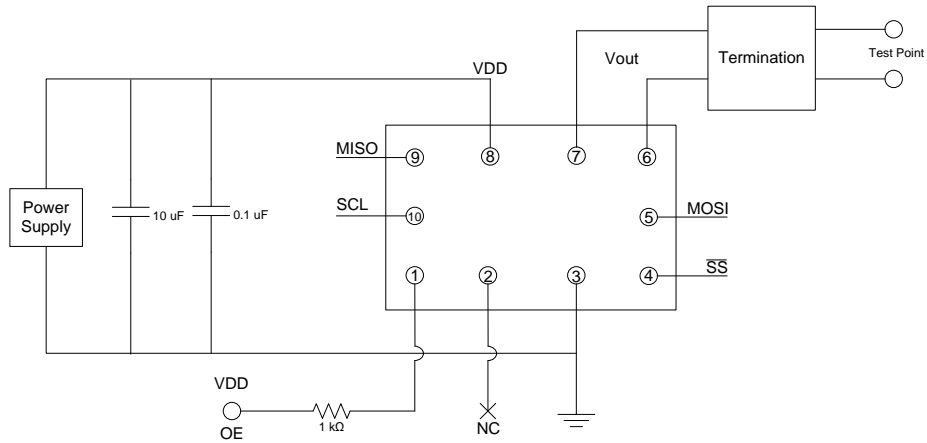 Termination
Test Point
Vout
VDD
MISO
9
8
7
6
Power
Supply
10 uF
0.1 uF
SCL
10
5
MOSI
1
2
3
4
SS
VDD
OE
1 kΩ
NC